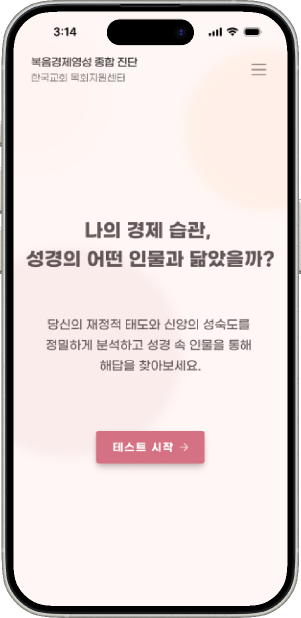 3:14
복음경제영성 종합 진단
한국교회 목회지원센터
나의 경제 습관,
성경의 어떤 인물과 닮았을까?
당신의 재정적 태도와 신앙의 성숙도를
정밀하게 분석하고 성경 속 인물을 통해
해답을 찾아보세요.
테스트 시작 →